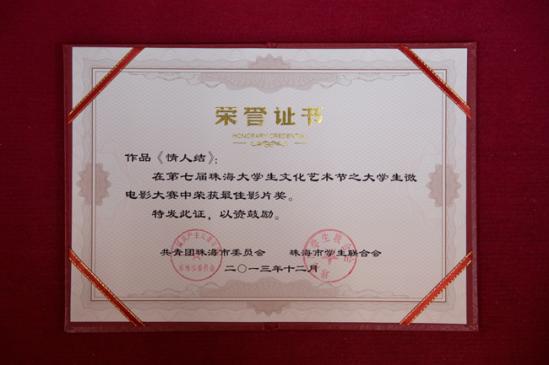 荣誉证书
HONORARY CREDENTIAL
作品《情人结》:
在第七届珠海大学生文化艺术节之大学生微
电影大赛中荣获最佳影片奖。
特发此证，以资鼓励。
共青团珠海市委员会 珠海市学生联合会
二〇一三年十二月